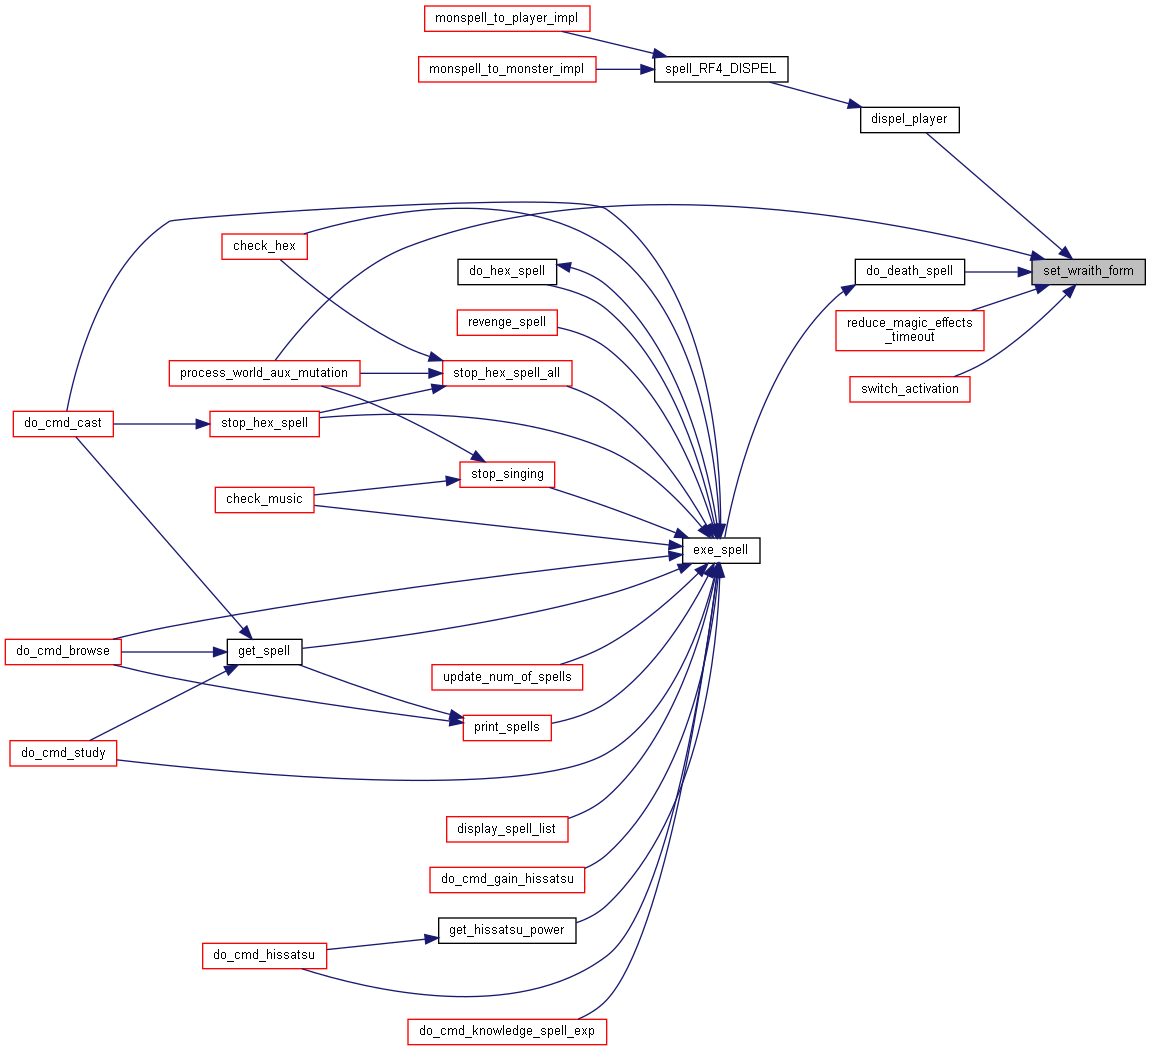 monspell_to_player_impl
monspell_to_monster_impl
spell_RF4_DISPEL
dispel_player
check_hex
do_hex_spell
do_death_spell
set_wraith_form
revenge_spell
reduce_magic_effects
_timeout
process_world_aux_mutation
stop_hex_spell_all
switch_activation
do_cmd_cast
stop_hex_spell
stop_singing
check_music
exe_spell
do_cmd_browse
get_spell
update_num_of_spells
print_spells
do_cmd_study
display_spell_list
do_cmd_gain_hissatsu
get_hissatsu_power
do_cmd_hissatsu
do_cmd_knowledge_spell_exp